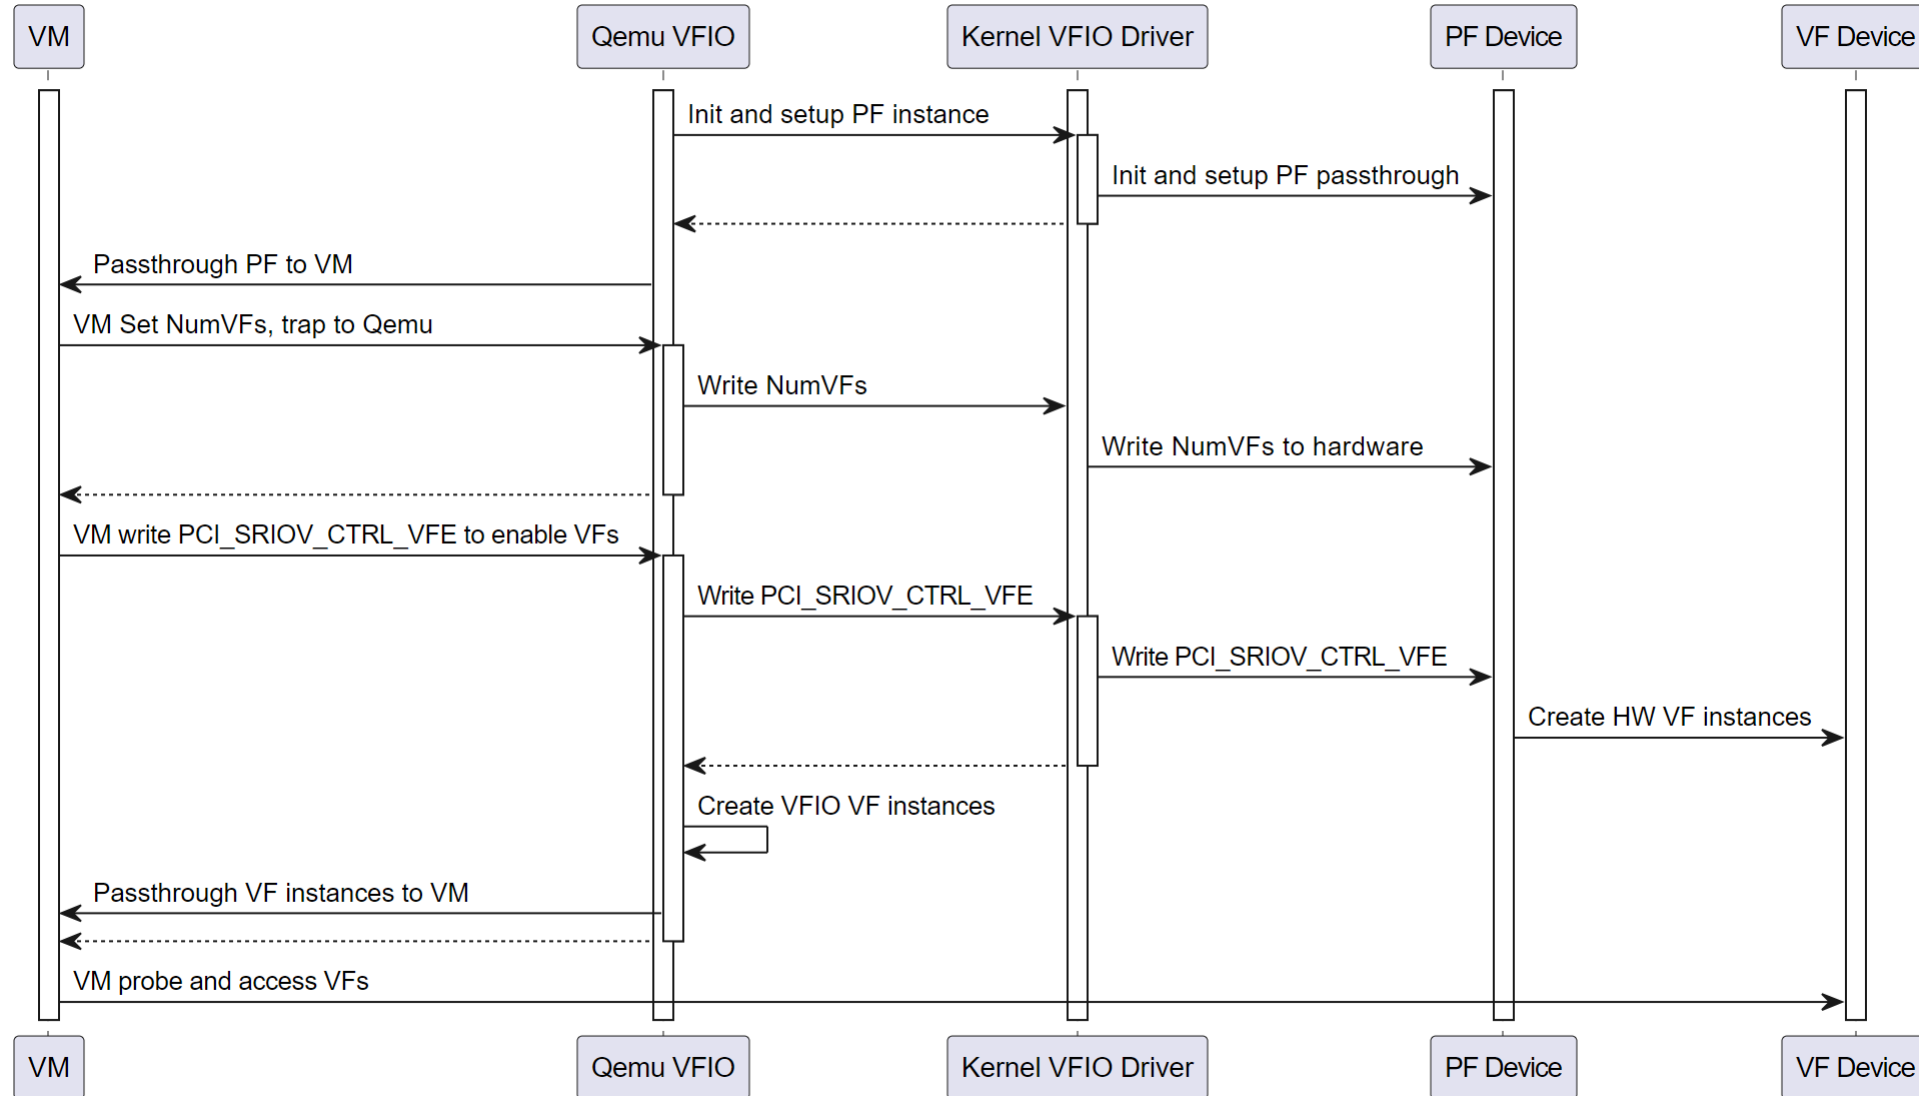 VM
Qemu VFIO
Kernel VFIO Driver
PF Device
VF Device
Init and setup PF instance
Init and setup PF passthrough
Passthrough PF to VM
VM Set NumVFs, trap to Qemu
Write NumVFs
Write NumVFs to hardware
VM write PCI_SRIOV_CTRL_VFE to enable VFs
Write PCI_SRIOV_CTRL_VFE
Write PCI_SRIOV_CTRL_VFE
Create HW VF instances
Create VFIO VF instances
Passthrough VF instances to VM
VM probe and access VFs
VM
Qemu VFIO
Kernel VFIO Driver
PF Device
VF Device